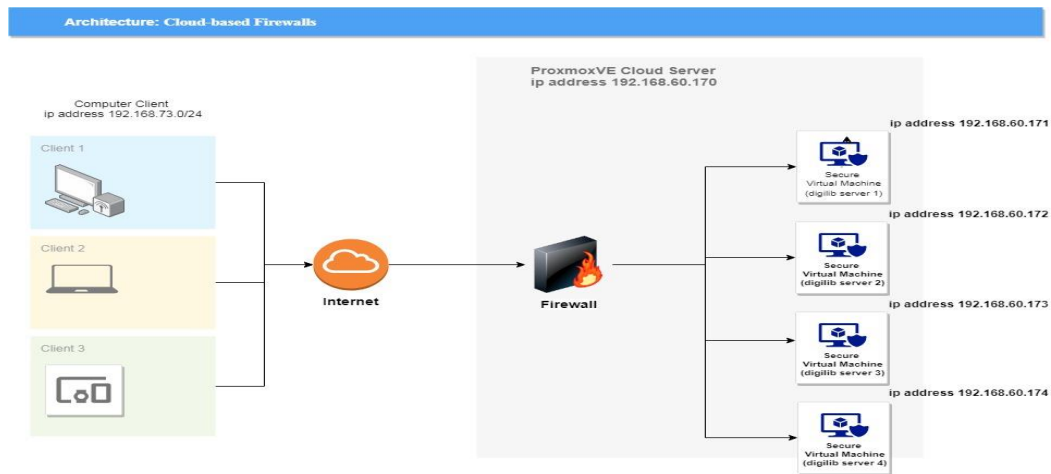 Architecture: Cloud-based Firewalls
ProxmoxVE Cloud Server
ip address 192.168.60.170
Computer Client
ip address 192.168.73.0/24
Client 1
Client 2
Client 3
Internet
Firewall
ip address 192.168.60.171
Secure
Virtual Machine
(digilib server 1)
ip address 192.168.60.172
Secure
Virtual Machine
(digilib server 2)
ip address 192.168.60.173
Secure
Virtual Machine
(digilib server 3)
ip address 192.168.60.174
Secure
Virtual Machine
(digilib server 4)